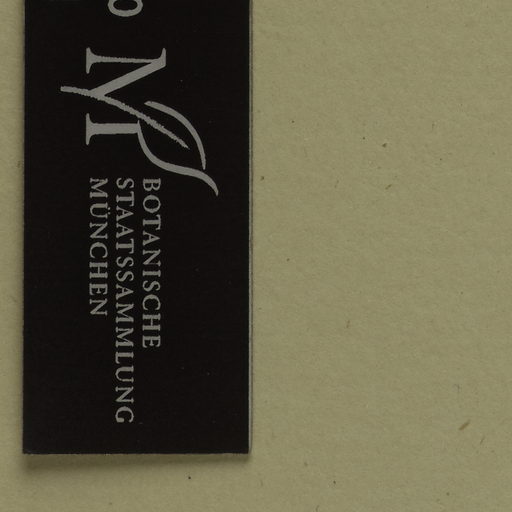 M
BOTANISCHE
STAATSSAMMLUNG
MÜNCHEN